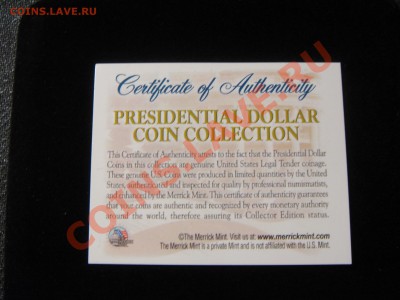 COINS.LAVE.RU
COINS.LAVE.RU
Certificate of Authenticity
PRESIDENTIAL DOLLAR
COIN COLLECTION
This Certificate of Authenticity attests to the fact that the Presidential Dollar
Coins in this collection are genuine United States Legal Tender coinage.
These genuine U.S. coins were produced in limited quantities by the United
States, authenticated and inspected for quality by professional numismatists,
and enhanced by the Merrick Mint. This certificate of authenticity guarantees
that your coins are authentic and recognized by every monetary authority
around the world, therefore assuring its Collector Edition status.
©The Merrick Mint. Visit us at: www.merrickmint.com
The Merrick Mint is a private Mint and is not affiliated with the U.S. Mint.
COINS.LAVE.RU